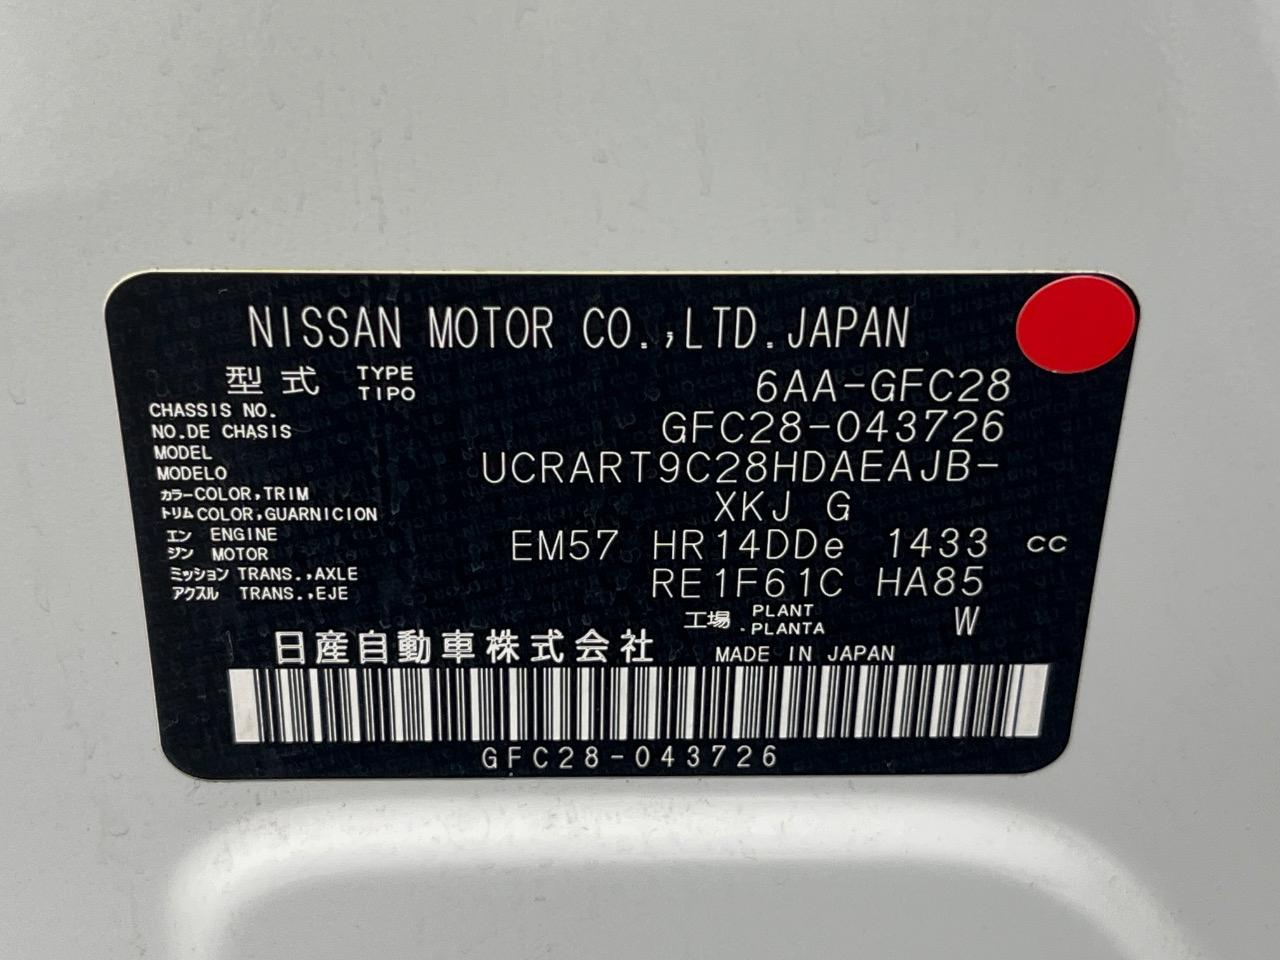 NISSAN MOTOR CO.,LTD.JAPAN
型式 TYPE TIPO 6AA-GFC28
CHASSIS NO.
NO.DE CHASIS GFC28-043726
MODEL
MODELO UCRART9C28HDAEAJB-
カラー COLOR,TRIM
トリム COLOR,GUARNICION XKJ G
エン ENGINE
ジン MOTOR EM57 HR14DDe 1433 cc
ミッション TRANS.,AXLE
アクスル TRANS.,EJE RE1F61C HA85
工場 PLANT PLANTA W
日産自動車株式会社 MADE IN JAPAN
GFC28-043726